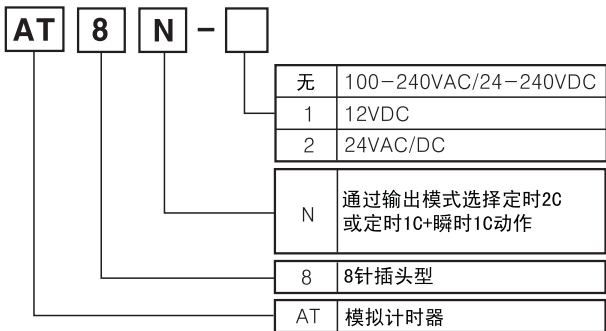 AT 8 N -
无 100-240VAC/24-240VDC
1 12VDC
2 24VAC/DC
N 通过输出模式选择定时2C
或定时1C+瞬时1C动作
8 8针插头型
AT 模拟计时器